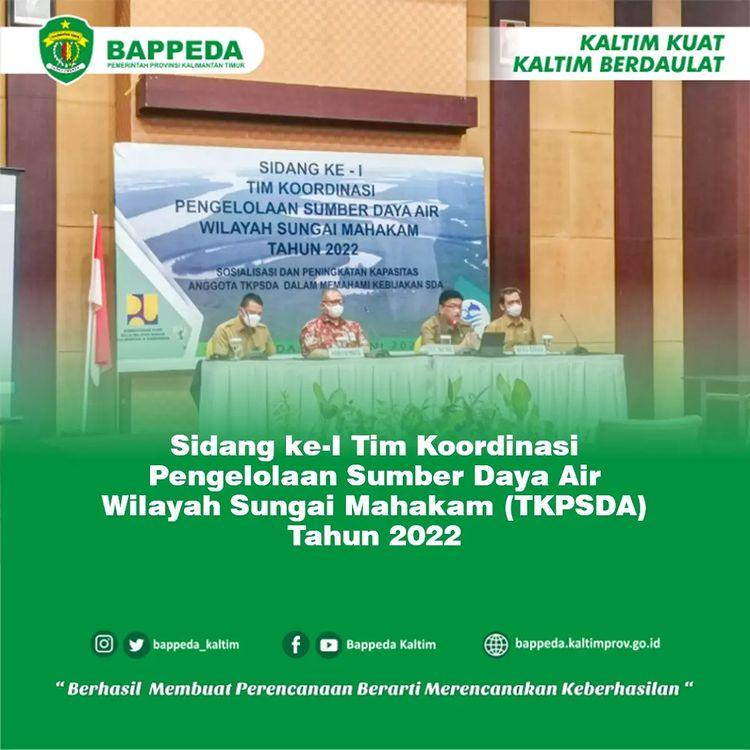 BAPPEDA
PEMERINTAH PROVINSI KALIMANTAN TIMUR
KALTIM KUAT
KALTIM BERDAULAT
SIDANG KE - I
TIM KOORDINASI
PENGELOLAAN SUMBER DAYA AIR
WILAYAH SUNGAI MAHAKAM
TAHUN 2022
SOSIALISASI DAN PENINGKATAN KAPASITAS
ANGGOTA TKPSDA DALAM MEMAHAMI KEBIJAKAN SDA
Sidang ke-I Tim Koordinasi
Pengelolaan Sumber Daya Air
Wilayah Sungai Mahakam (TKPSDA)
Tahun 2022
bappeda_kaltim
Bappeda Kaltim
bappeda.kaltimprov.go.id
“ Berhasil Membuat Perencanaan Berarti Merencanakan Keberhasilan “